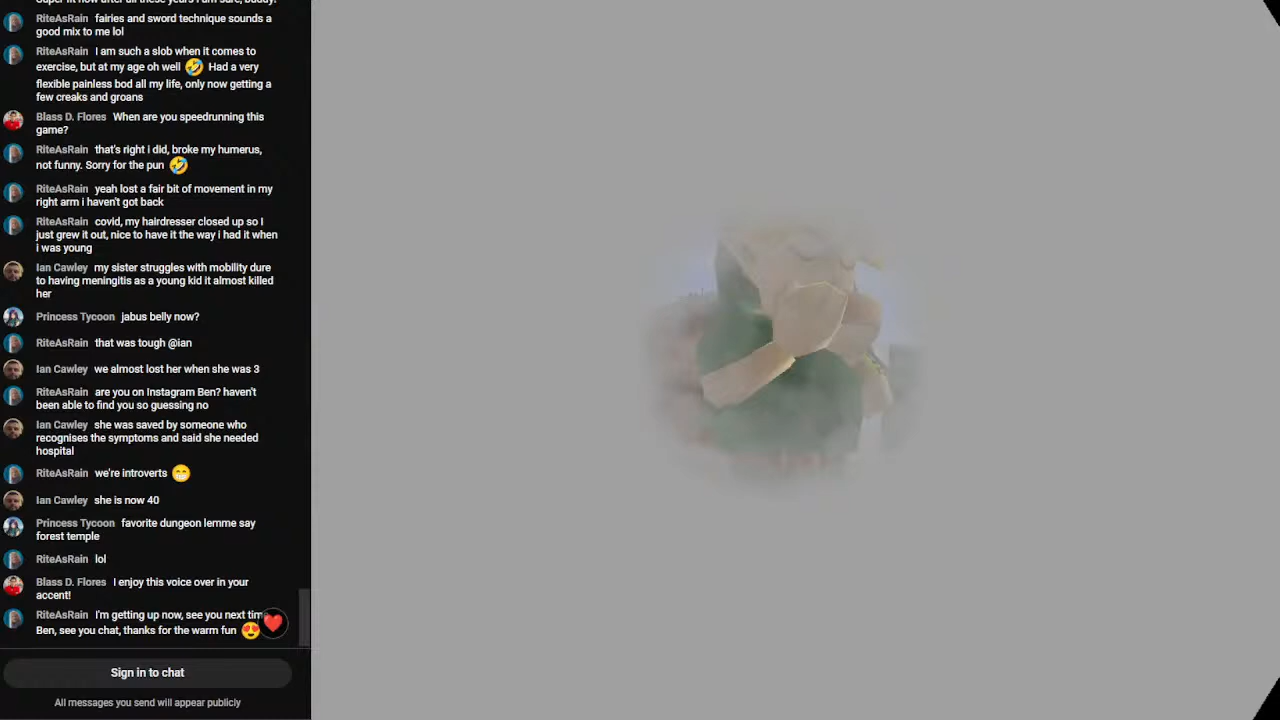 RiteAsRain fairies and sword technique sounds a
good mix to me lol
RiteAsRain I am such a slob when it comes to
exercise, but at my age oh well 🤣 Had a very
flexible painless bod all my life, only now getting a
few creaks and groans
Blass D. Flores When are you speedrunning this
game?
RiteAsRain that's right i did, broke my humerus,
not funny. Sorry for the pun 🤣
RiteAsRain yeah lost a fair bit of movement in my
right arm i haven't got back
RiteAsRain covid, my hairdresser closed up so I
just grew it out, nice to have it the way i had it when
i was young
Ian Cawley my sister struggles with mobility dure
to having meningitis as a young kid it almost killed
her
Princess Tycoon jabus belly now?
RiteAsRain that was tough @ian
Ian Cawley we almost lost her when she was 3
RiteAsRain are you on Instagram Ben? haven't
been able to find you so guessing no
Ian Cawley she was saved by someone who
recognises the symptoms and said she needed
hospital
RiteAsRain we're introverts 😁
Ian Cawley she is now 40
Princess Tycoon favorite dungeon lemme say
forest temple
RiteAsRain lol
Blass D. Flores I enjoy this voice over in your
accent!
RiteAsRain I'm getting up now, see you next time
Ben, see you chat, thanks for the warm fun 😍
Sign in to chat
All messages you send will appear publicly